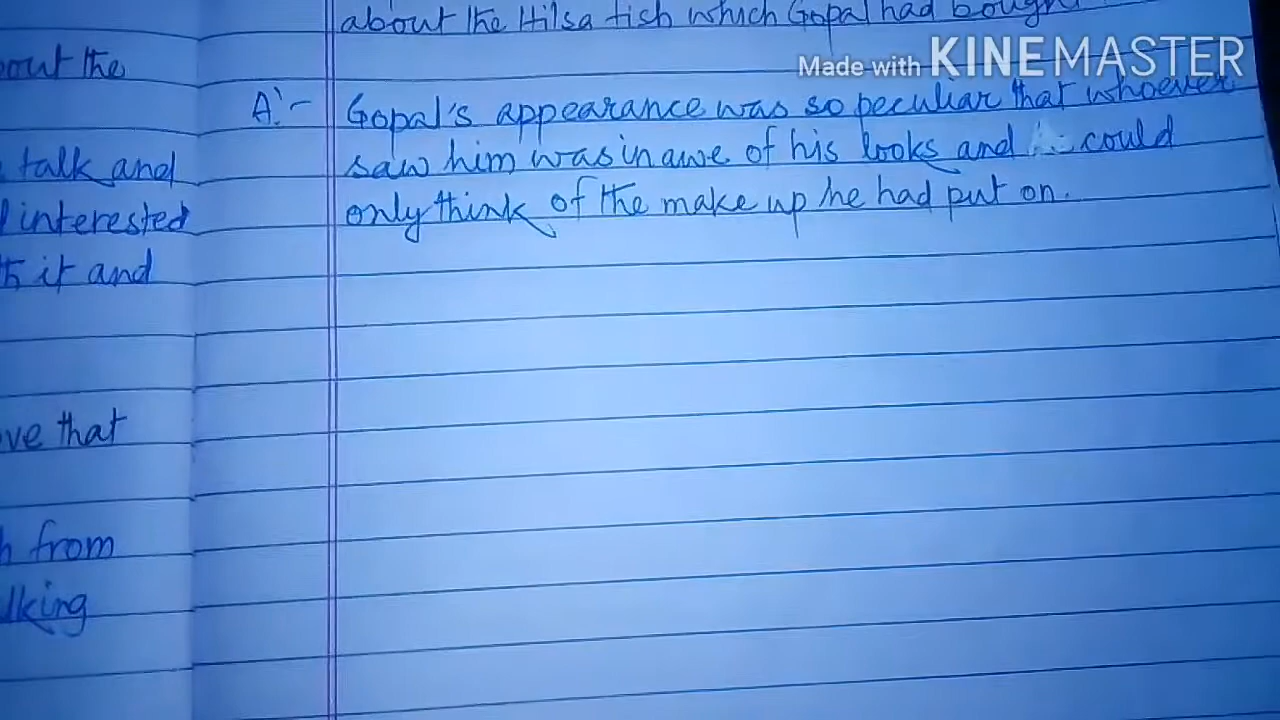 about the Hilsa fish which Gopal had bought
Made with KINEMASTER
out the
talk and
interested
it and
ve that
from
lking
A:- Gopal's appearance was so peculiar that whoever
saw him was in awe of his looks and could
only think of the make up he had put on.